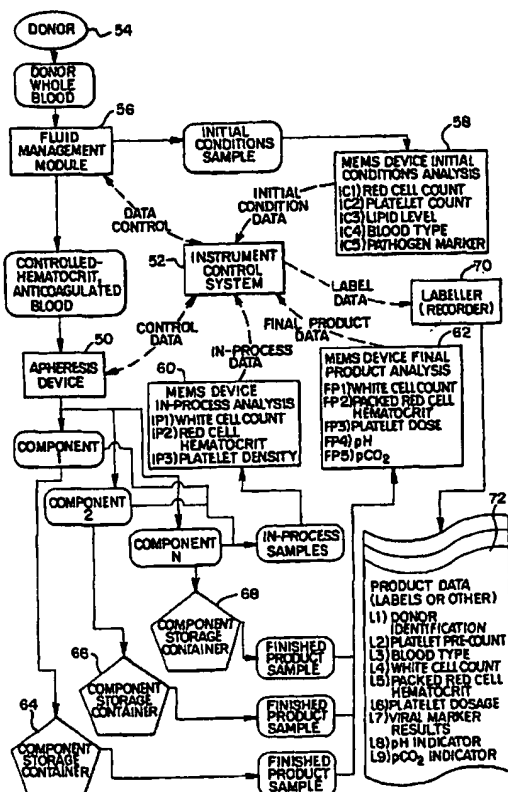 DONOR
54
DONOR
WHOLE
BLOOD
56
FLUID
MANAGEMENT
MODULE
INITIAL
CONDITIONS
SAMPLE
58
MEMS DEVICE INITIAL
CONDITIONS ANALYSIS
IC1) RED CELL COUNT
IC2) PLATELET COUNT
IC3) LIPID LEVEL
IC4) BLOOD TYPE
IC5) PATHOGEN MARKER
INITIAL
CONDITION
DATA
DATA
CONTROL
52
INSTRUMENT
CONTROL
SYSTEM
LABEL
DATA
70
LABELLER
(RECORDER)
CONTROLLED-
HEMATOCRIT,
ANTICOAGULATED
BLOOD
CONTROL
DATA
FINAL PRODUCT
DATA
IN-PROCESS
DATA
50
APHERESIS
DEVICE
60
MEMS DEVICE
IN-PROCESS ANALYSIS
IP1) WHITE CELL COUNT
IP2) RED CELL
HEMATOCRIT
IP3) PLATELET DENSITY
62
MEMS DEVICE FINAL
PRODUCT ANALYSIS
FP1) WHITE CELL COUNT
FP2) PACKED RED CELL
HEMATOCRIT
FP3) PLATELET DOSE
FP4) pH
FP5) pCO2
COMPONENT
1
COMPONENT
2
COMPONENT
N
IN-PROCESS
SAMPLES
72
PRODUCT DATA
(LABELS OR OTHER)
L1) DONOR
IDENTIFICATION
L2) PLATELET PRE-COUNT
L3) BLOOD TYPE
L4) WHITE CELL COUNT
L5) PACKED RED CELL
HEMATOCRIT
L6) PLATELET DOSAGE
L7) VIRAL MARKER
RESULTS
L8) pH INDICATOR
L9) pCO2 INDICATOR
68
COMPONENT
STORAGE
CONTAINER
FINISHED
PRODUCT
SAMPLE
66
COMPONENT
STORAGE
CONTAINER
FINISHED
PRODUCT
SAMPLE
64
COMPONENT
STORAGE
CONTAINER
FINISHED
PRODUCT
SAMPLE